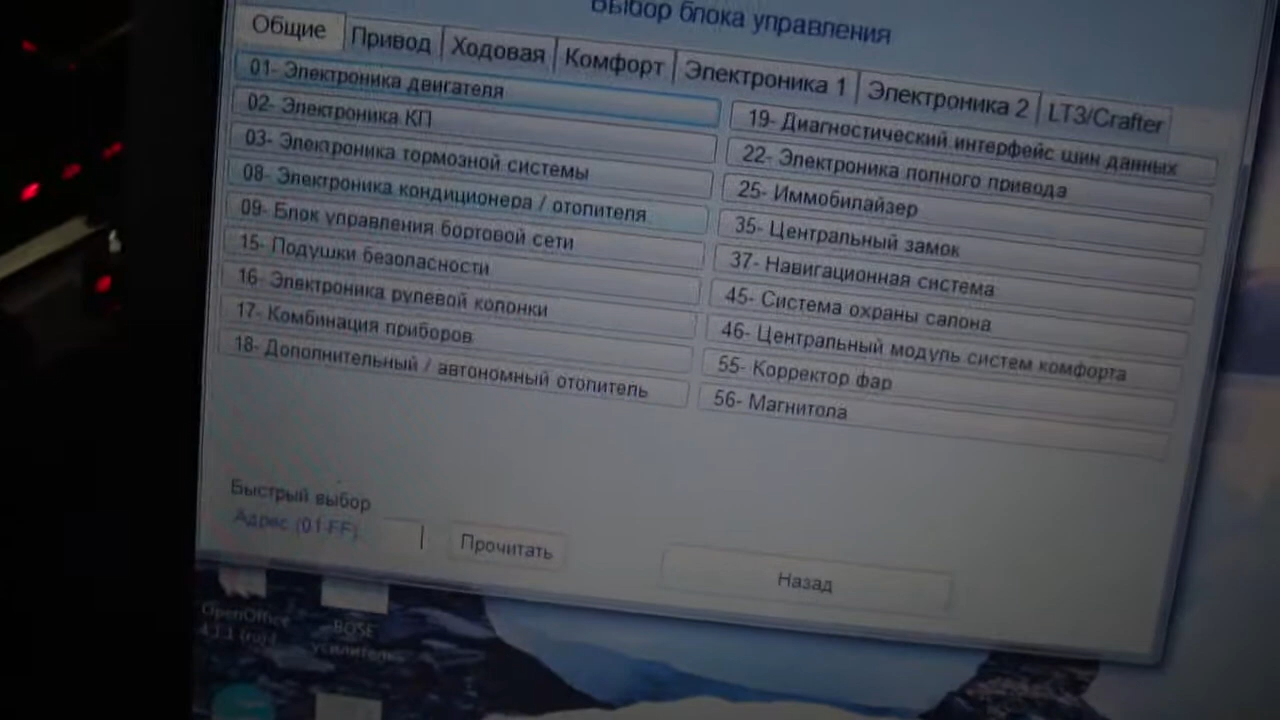 Выбор блока управления
Общие
Привод
Ходовая
Комфорт
Электроника 1
Электроника 2
LT3/Crafter
01- Электроника двигателя
02- Электроника КП
03- Электроника тормозной системы
08- Электроника кондиционера / отопителя
09- Блок управления бортовой сети
15- Подушки безопасности
16- Электроника рулевой колонки
17- Комбинация приборов
18- Дополнительный / автономный отопитель
19- Диагностический интерфейс шин данных
22- Электроника полного привода
25- Иммобилайзер
35- Центральный замок
37- Навигационная система
45- Система охраны салона
46- Центральный модуль систем комфорта
55- Корректор фар
56- Магнитола
Быстрый выбор
Адрес (01-FF)
Прочитать
Назад
OpenOffice
BOSE